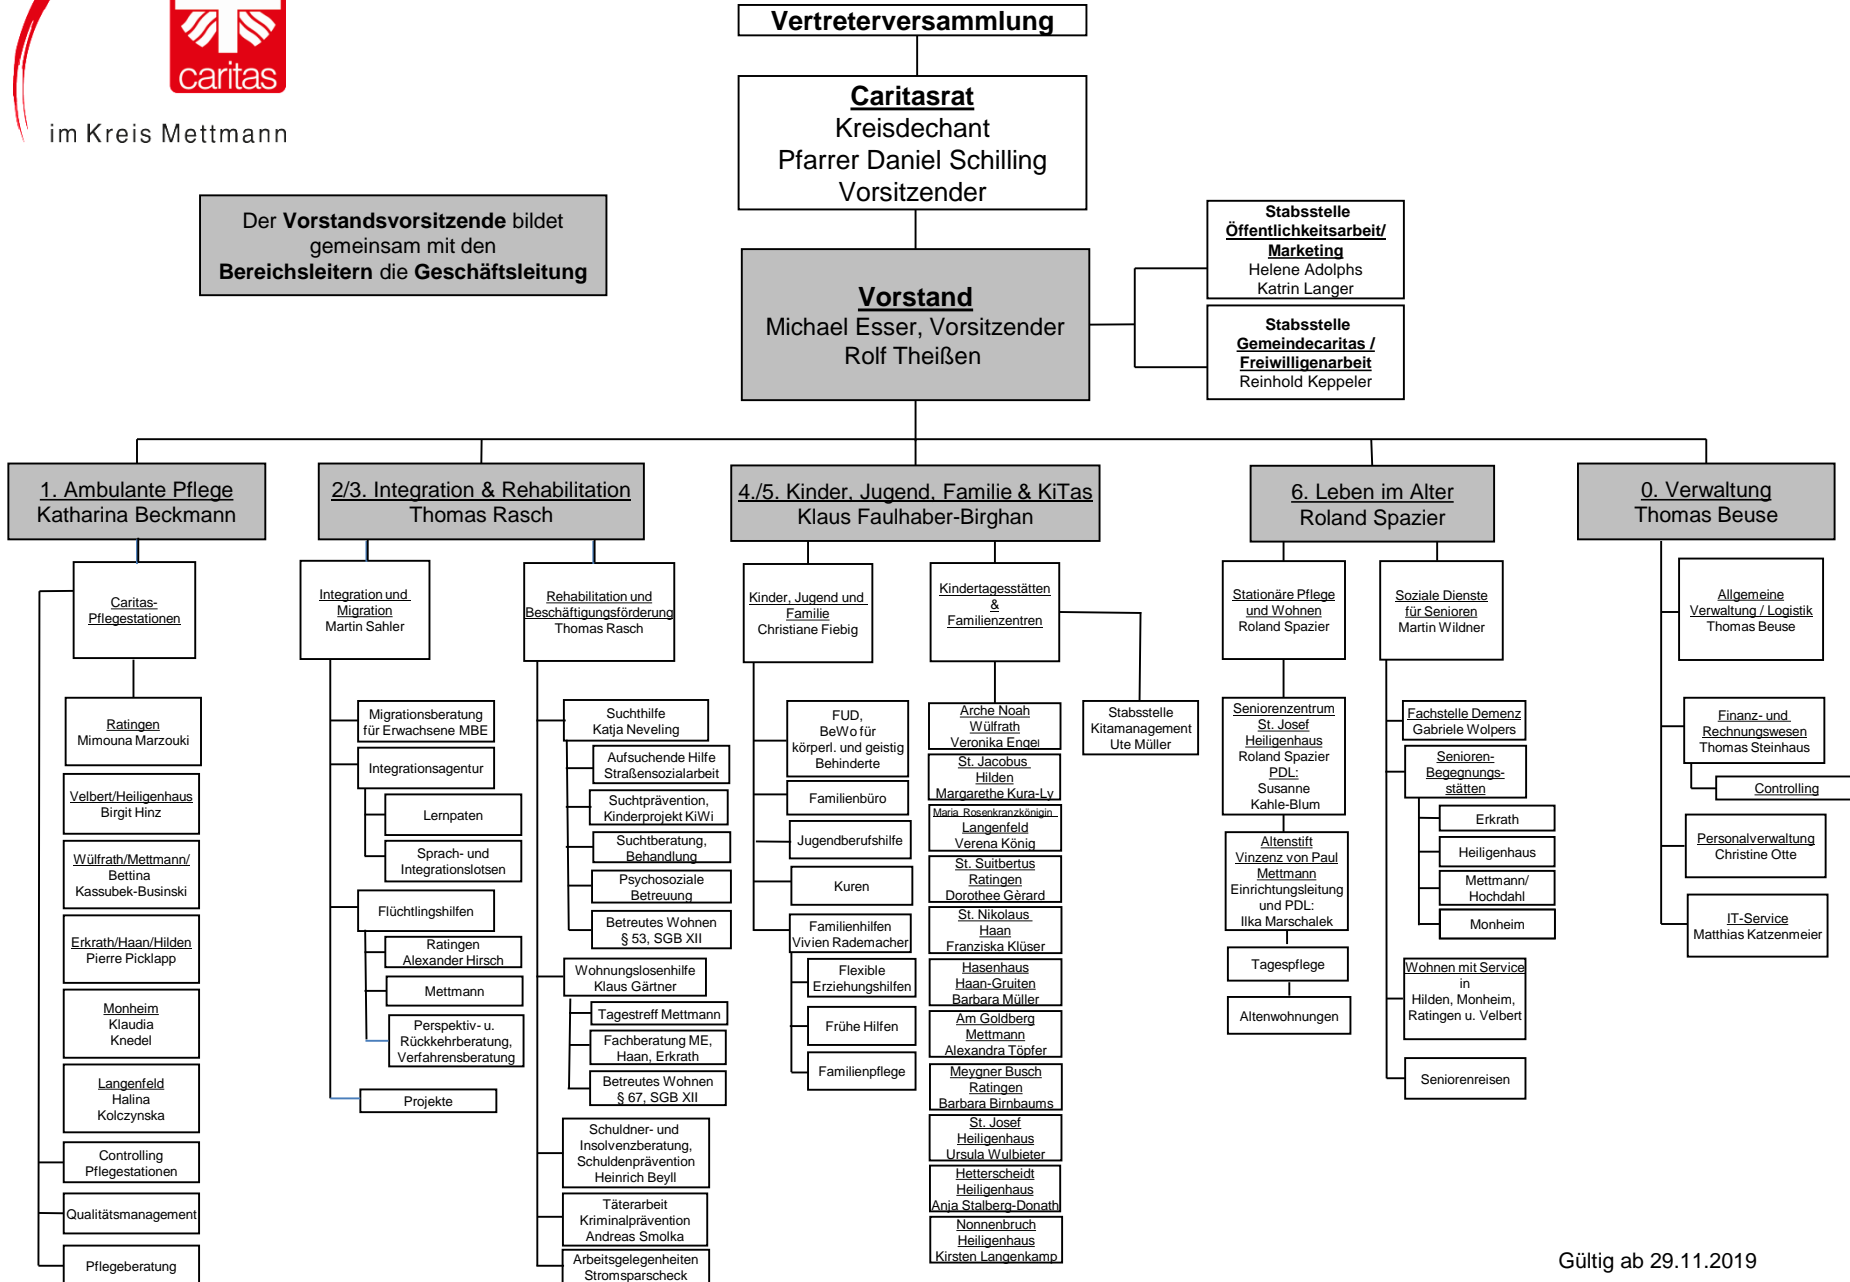 caritas
im Kreis Mettmann
Vertreterversammlung
Caritasrat
Kreisdechant
Pfarrer Daniel Schilling
Vorsitzender
Der Vorstandsvorsitzende bildet
gemeinsam mit den
Bereichsleitern die Geschäftsleitung
Vorstand
Michael Esser, Vorsitzender
Rolf Theißen
Stabsstelle
Öffentlichkeitsarbeit/
Marketing
Helene Adolphs
Katrin Langer
Stabsstelle
Gemeindecaritas /
Freiwilligenarbeit
Reinhold Keppeler
1. Ambulante Pflege
Katharina Beckmann
2/3. Integration & Rehabilitation
Thomas Rasch
4./5. Kinder, Jugend, Familie & KiTas
Klaus Faulhaber-Birghan
6. Leben im Alter
Roland Spazier
0. Verwaltung
Thomas Beuse
Caritas-
Pflegestationen
Ratingen
Mimouna Marzouki
Velbert/Heiligenhaus
Birgit Hinz
Wülfrath/Mettmann/
Bettina
Kassubek-Businski
Erkrath/Haan/Hilden
Pierre Picklapp
Monheim
Klaudia
Knedel
Langenfeld
Halina
Kolczynska
Controlling
Pflegestationen
Qualitätsmanagement
Pflegeberatung
Integration und
Migration
Martin Sahler
Migrationsberatung
für Erwachsene MBE
Integrationsagentur
Lernpaten
Sprach- und
Integrationslotsen
Flüchtlingshilfen
Ratingen
Alexander Hirsch
Mettmann
Perspektiv- u.
Rückkehrberatung,
Verfahrensberatung
Projekte
Rehabilitation und
Beschäftigungsförderung
Thomas Rasch
Suchthilfe
Katja Neveling
Aufsuchende Hilfe
Straßensozialarbeit
Suchtprävention,
Kinderprojekt KiWi
Suchtberatung,
Behandlung
Psychosoziale
Betreuung
Betreutes Wohnen
§ 53, SGB XII
Wohnungslosenhilfe
Klaus Gärtner
Tagestreff Mettmann
Fachberatung ME,
Haan, Erkrath
Betreutes Wohnen
§ 67, SGB XII
Schuldner- und
Insolvenzberatung,
Schuldenprävention
Heinrich Beyll
Täterarbeit
Kriminalprävention
Andreas Smolka
Arbeitsgelegenheiten
Stromsparscheck
Kinder, Jugend und
Familie
Christiane Fiebig
FUD,
BeWo für
körperl. und geistig
Behinderte
Familienbüro
Jugendberufshilfe
Kuren
Familienhilfen
Vivien Rademacher
Flexible
Erziehungshilfen
Frühe Hilfen
Familienpflege
Kindertagesstätten
&
Familienzentren
Stabsstelle
Kitamanagement
Ute Müller
Arche Noah
Wülfrath
Veronika Engel
St. Jacobus
Hilden
Margarethe Kura-Ly
Maria Rosenkranzkönigin
Langenfeld
Verena König
St. Suitbertus
Ratingen
Dorothee Gèrard
St. Nikolaus
Haan
Franziska Klüser
Hasenhaus
Haan-Gruiten
Barbara Müller
Am Goldberg
Mettmann
Alexandra Töpfer
Meygner Busch
Ratingen
Barbara Birnbaums
St. Josef
Heiligenhaus
Ursula Wulbieter
Hetterscheidt
Heiligenhaus
Anja Stalberg-Donath
Nonnenbruch
Heiligenhaus
Kirsten Langenkamp
Stationäre Pflege
und Wohnen
Roland Spazier
Seniorenzentrum
St. Josef
Heiligenhaus
Roland Spazier
PDL:
Susanne
Kahle-Blum
Altenstift
Vinzenz von Paul
Mettmann
Einrichtungsleitung
und PDL:
Ilka Marschalek
Tagespflege
Altenwohnungen
Soziale Dienste
für Senioren
Martin Wildner
Fachstelle Demenz
Gabriele Wolpers
Senioren-
Begegnungs-
stätten
Erkrath
Heiligenhaus
Mettmann/
Hochdahl
Monheim
Wohnen mit Service
in
Hilden, Monheim,
Ratingen u. Velbert
Seniorenreisen
Allgemeine
Verwaltung / Logistik
Thomas Beuse
Finanz- und
Rechnungswesen
Thomas Steinhaus
Controlling
Personalverwaltung
Christine Otte
IT-Service
Matthias Katzenmeier
Gültig ab 29.11.2019